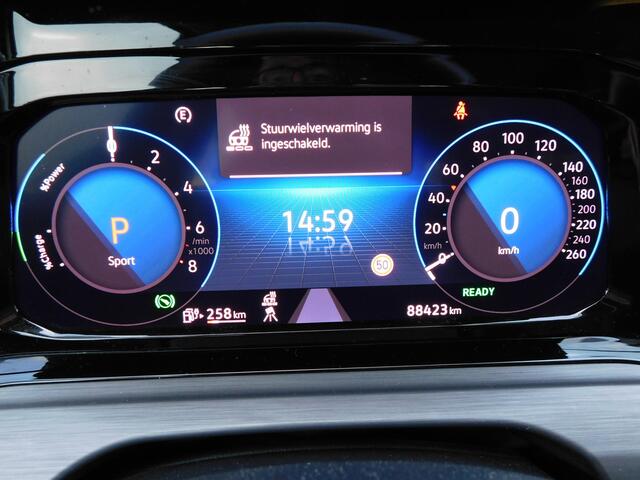 E
Stuurwielverwarming is
ingeschakeld.
%Power
%Charge
0
2
4
6
8
/min
x1000
P
Sport
14:59
50
0
20
40
60
80
100
120
140
160
180
200
220
240
260
km/h
0
km/h
READY
258 km
88423 km